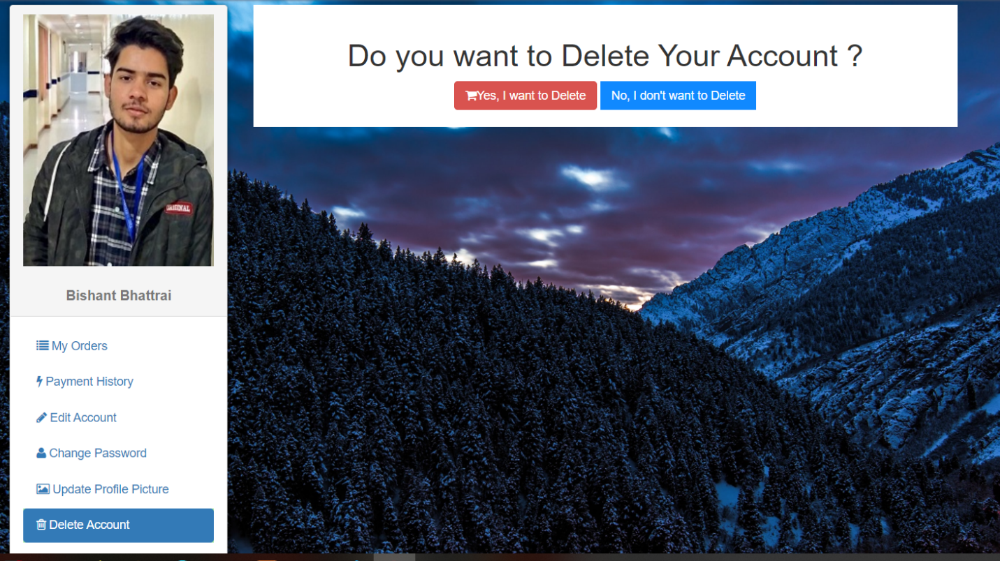 Do you want to Delete Your Account ?
Yes, I want to Delete
No, I don't want to Delete
ORIGINAL
Bishant Bhattrai
My Orders
Payment History
Edit Account
Change Password
Update Profile Picture
Delete Account